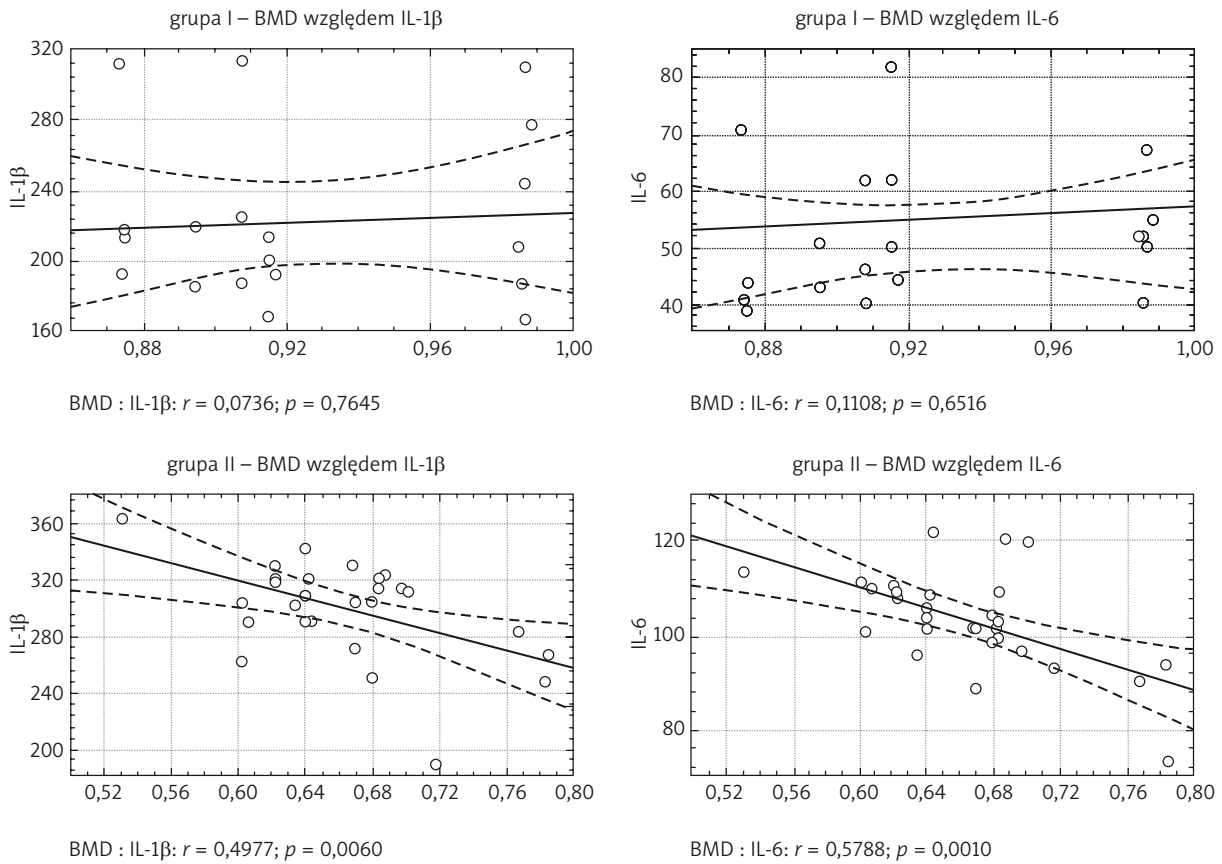 grupa I – BMD względem IL-1β
320
280
240
200
160
IL-1β
0,88 0,92 0,96 1,00
BMD : IL-1β: r = 0,0736; p = 0,7645
grupa I – BMD względem IL-6
80
70
60
50
40
IL-6
0,88 0,92 0,96 1,00
BMD : IL-6: r = 0,1108; p = 0,6516
grupa II – BMD względem IL-1β
360
320
280
240
200
IL-1β
0,52 0,56 0,60 0,64 0,68 0,72 0,76 0,80
BMD : IL-1β: r = 0,4977; p = 0,0060
grupa II – BMD względem IL-6
120
100
80
IL-6
0,52 0,56 0,60 0,64 0,68 0,72 0,76 0,80
BMD : IL-6: r = 0,5788; p = 0,0010